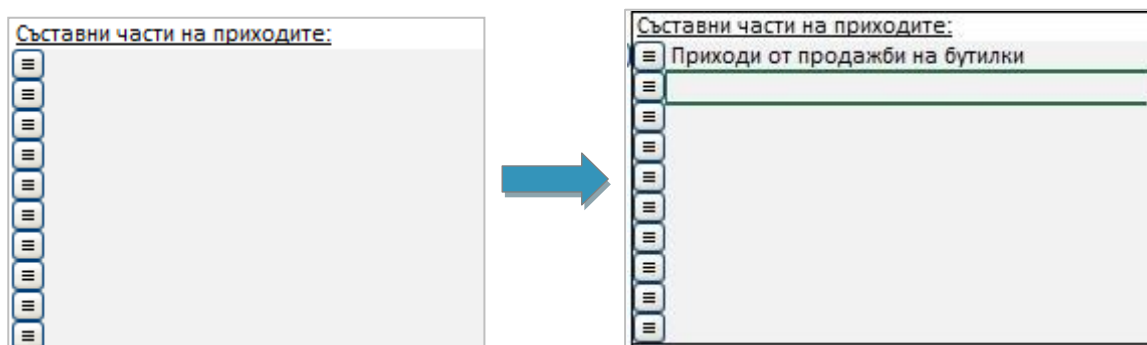 Съставни части на приходите:
Съставни части на приходите:
Приходи от продажби на бутилки